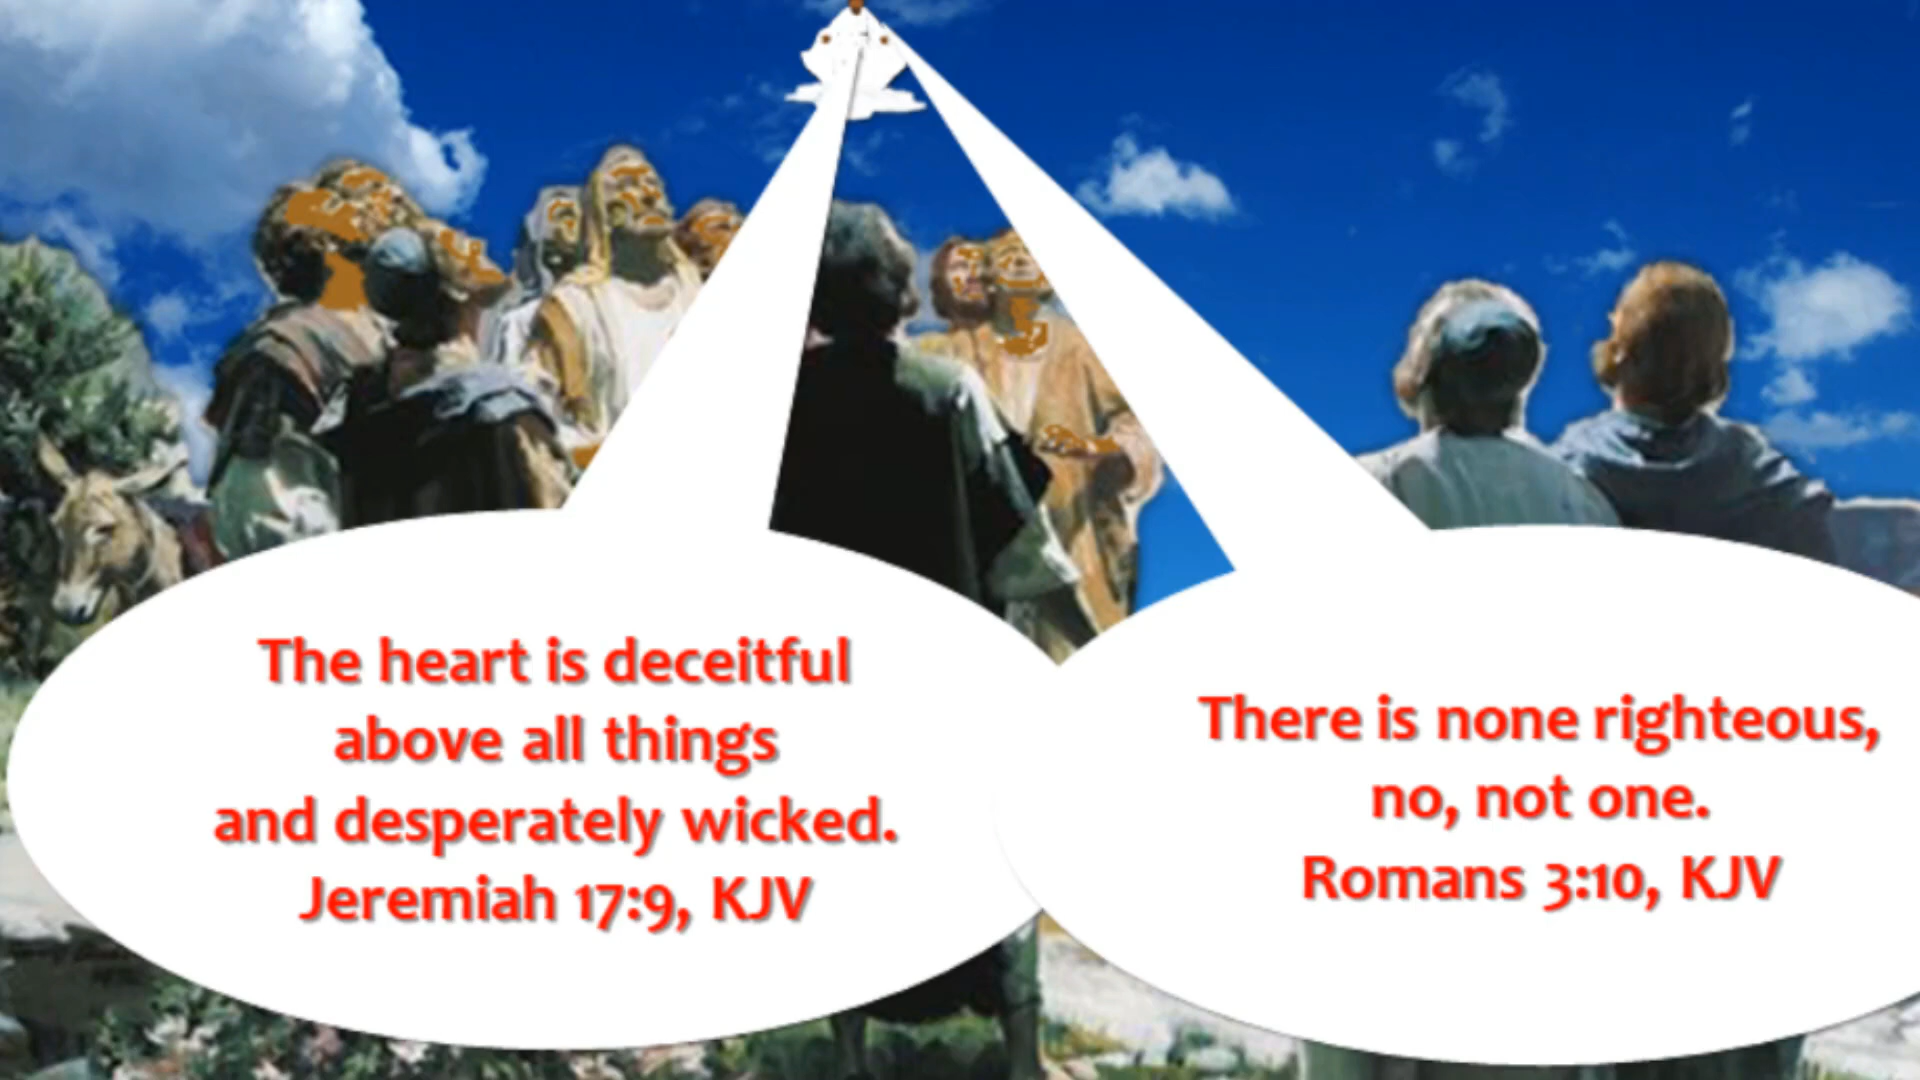 The heart is deceitful
above all things
and desperately wicked.
Jeremiah 17:9, KJV
There is none righteous,
no, not one.
Romans 3:10, KJV